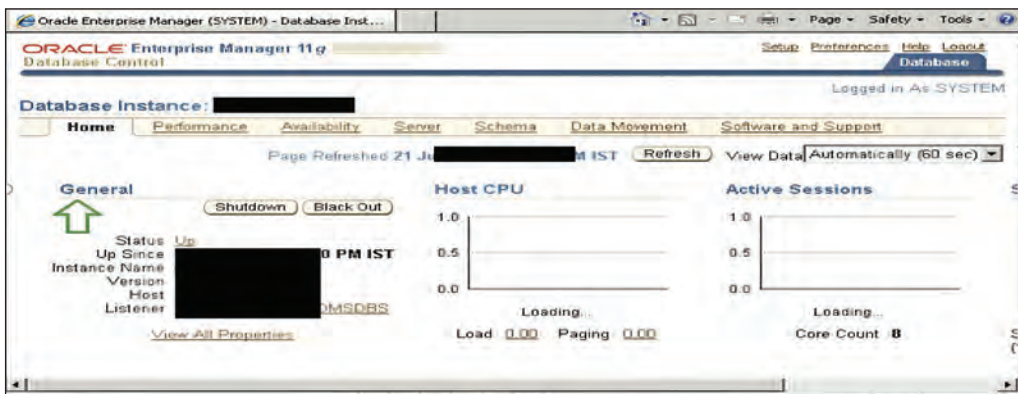 Oracle Enterprise Manager (SYSTEM) - Database Inst...
Page Safety Tools
ORACLE Enterprise Manager 11g
Database Control
Setup Preferences Help Logout
Database
Logged in As SYSTEM
Database Instance:
Home Performance Availability Server Schema Data Movement Software and Support
Page Refreshed 21 Ju M IST Refresh View Data Automatically (60 sec)
General
Shutdown Black Out
Status Up
Up Since 0 PM IST
Instance Name
Version
Host
Listener DMSDBS
View All Properties
Host CPU
1.0
0.5
0.0
Loading...
Load 0.00 Paging 0.00
Active Sessions
1.0
0.5
0.0
Loading...
Core Count 8